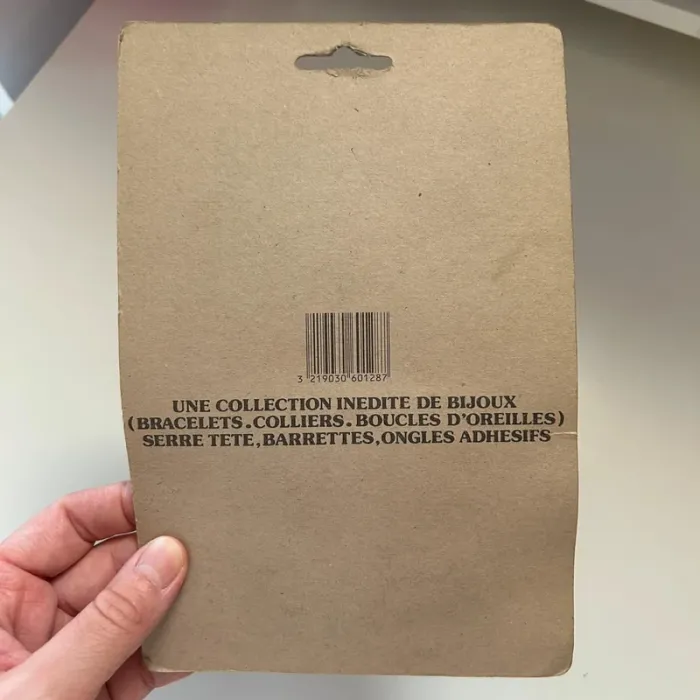 3 219030 601287
UNE COLLECTION INEDITE DE BIJOUX
(BRACELETS.COLLIERS.BOUCLES D'OREILLES)
SERRE TETE,BARRETTES,ONGLES ADHESIFS